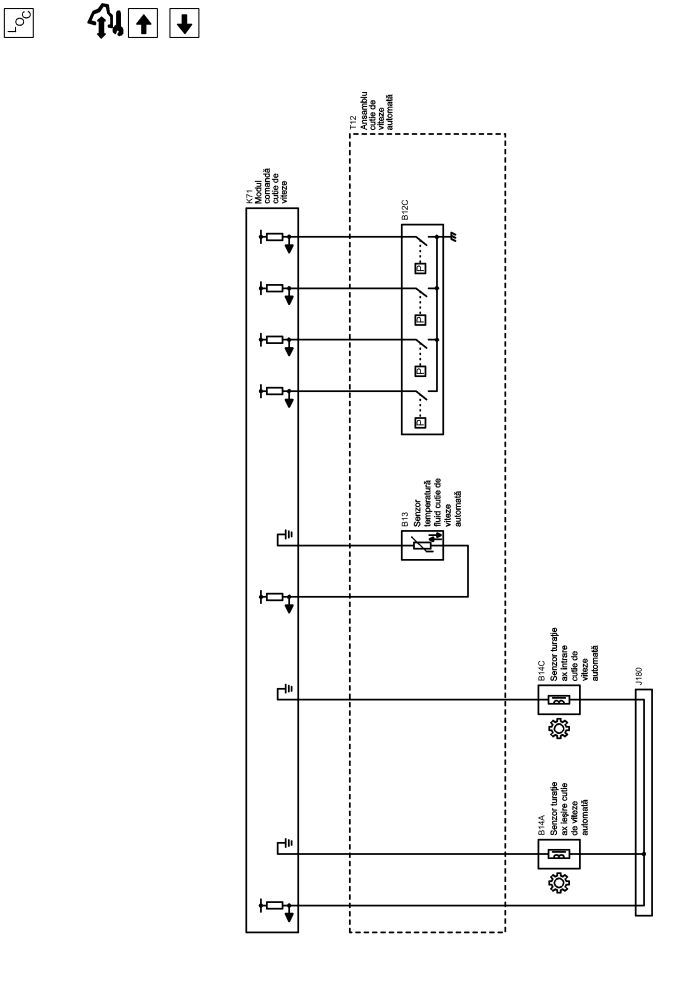 LOC
T12
Ansamblu
cutie de
viteze
automată
K71
Modul
comandă
cutie de
viteze
B12C
P
P
P
P
B13
Senzor
temperatură
fluid cutie de
viteze
automată
B14C
Senzor turație
ax intrare
cutie de
viteze
automată
J180
B14A
Senzor turație
ax ieșire cutie
de viteze
automată